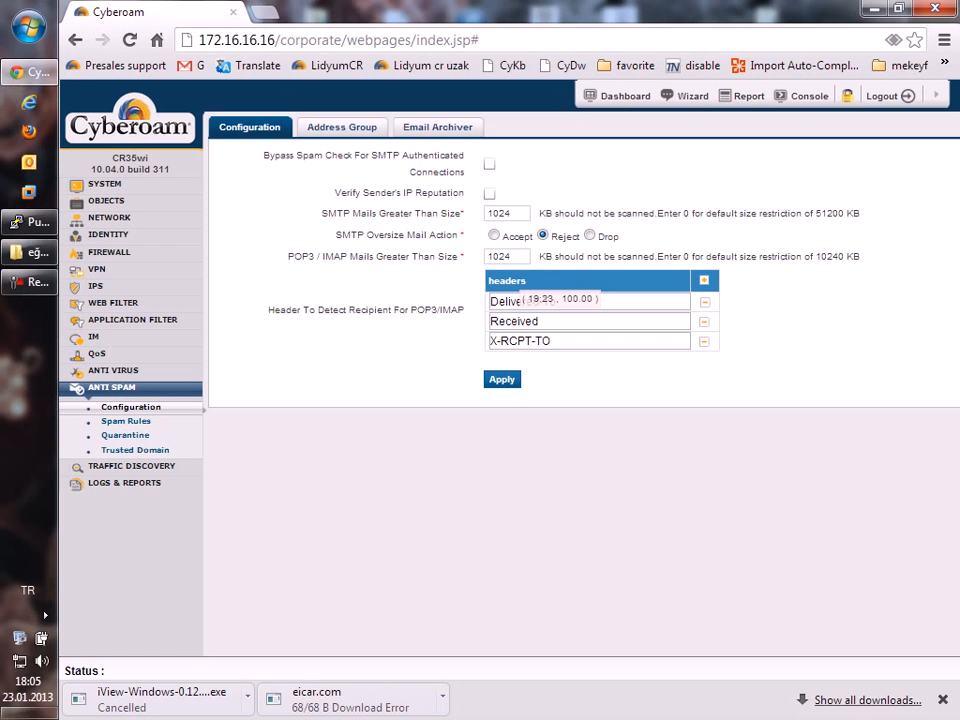 Cyberoam
172.16.16.16/corporate/webpages/index.jsp#
Cy...
Presales support
G
Translate
LidyumCR
Lidyum cr uzak
CyKb
CyDw
favorite
disable
Import Auto-Compl...
mekeyf
»
Dashboard
Wizard
Report
Console
Logout
Cyberoam
CR35wi
10.04.0 build 311
Configuration
Address Group
Email Archiver
SYSTEM
OBJECTS
NETWORK
IDENTITY
FIREWALL
VPN
IPS
WEB FILTER
APPLICATION FILTER
IM
QoS
ANTI VIRUS
ANTI SPAM
Configuration
Spam Rules
Quarantine
Trusted Domain
TRAFFIC DISCOVERY
LOGS & REPORTS
Pu...
eğ...
Re...
Bypass Spam Check For SMTP Authenticated
Connections
Verify Sender's IP Reputation
SMTP Mails Greater Than Size* 1024 KB should not be scanned.Enter 0 for default size restriction of 51200 KB
SMTP Oversize Mail Action * Accept Reject Drop
POP3 / IMAP Mails Greater Than Size * 1024 KB should not be scanned.Enter 0 for default size restriction of 10240 KB
headers
( 19:23 , 100.00 )
Header To Detect Recipient For POP3/IMAP
Received
X-RCPT-TO
Apply
TR
18:05
23.01.2013
Status :
iView-Windows-0.12....exe
Cancelled
eicar.com
68/68 B Download Error
Show all downloads...